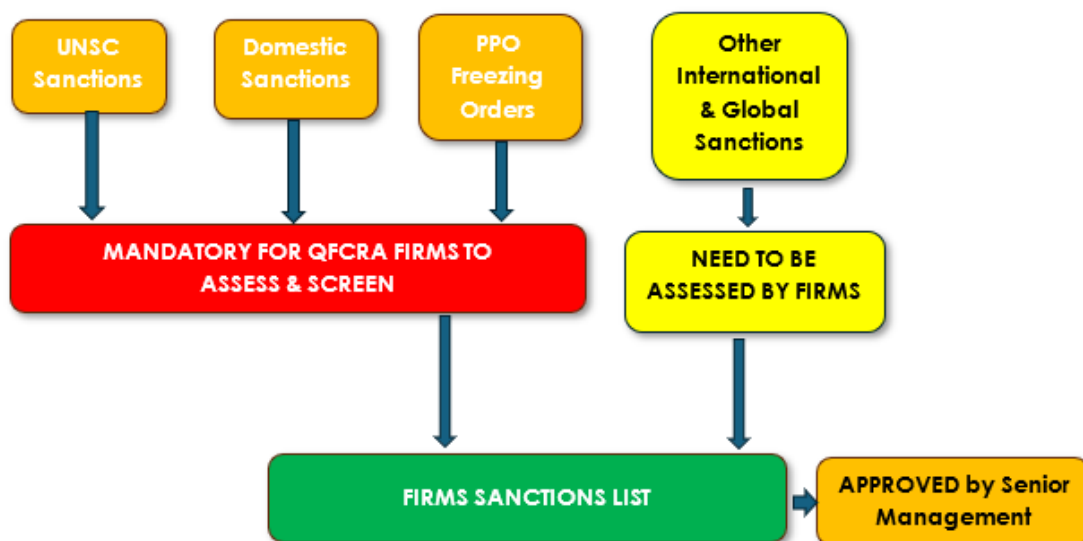 UNSC
Sanctions
Domestic
Sanctions
PPO
Freezing
Orders
Other
International
& Global
Sanctions
MANDATORY FOR QFCRA FIRMS TO
ASSESS & SCREEN
NEED TO BE
ASSESSED BY FIRMS
FIRMS SANCTIONS LIST
APPROVED by Senior
Management